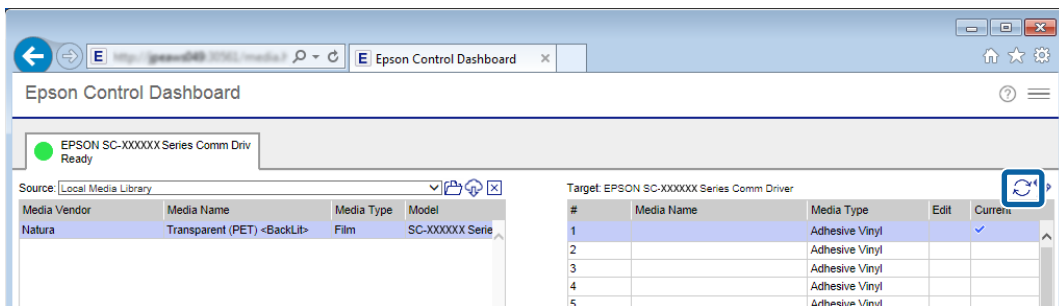 E http:// E Epson Control Dashboard ×
Epson Control Dashboard
EPSON SC-XXXXXX Series Comm Driv
Ready
Source: Local Media Library
Target: EPSON SC-XXXXXX Series Comm Driver
Media Vendor Media Name Media Type Model
# Media Name Media Type Edit Current
Natura Transparent (PET) <BackLit> Film SC-XXXXXX Serie
1 Adhesive Vinyl
2 Adhesive Vinyl
3 Adhesive Vinyl
4 Adhesive Vinyl
5 Adhesive Vinyl